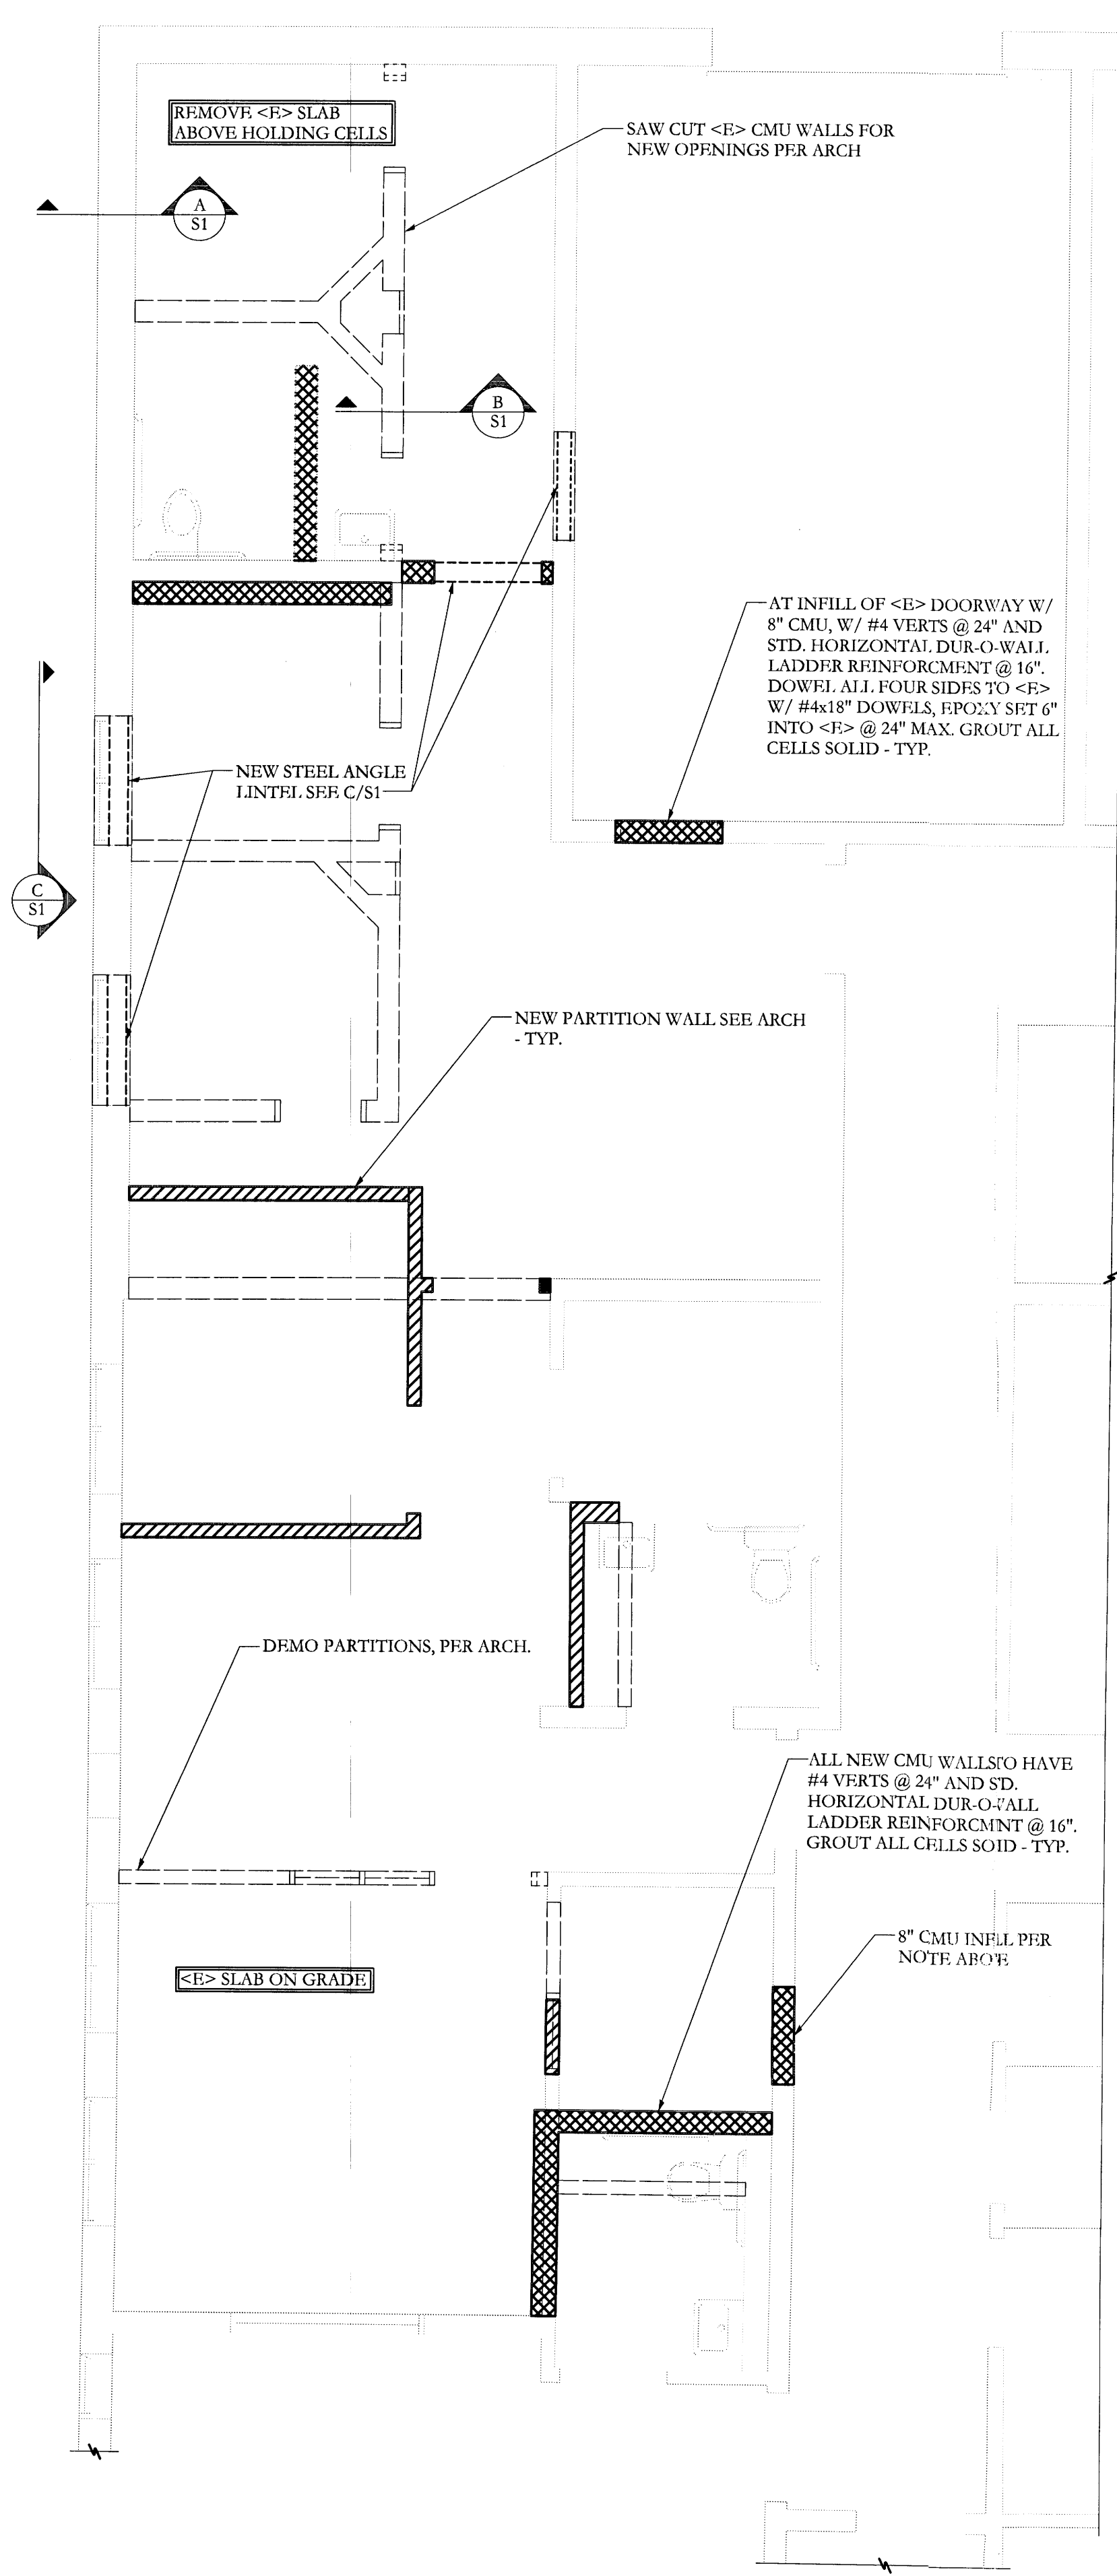 REMOVE <E> SLAB
ABOVE HOLDING CELLS
SAW CUT <E> CMU WALLS FOR
NEW OPENINGS PER ARCH
A
S1
B
S1
AT INFILL OF <E> DOORWAY W/
8" CMU, W/ #4 VERTS @ 24" AND
STD. HORIZONTAL DUR-O-WALL
LADDER REINFORCMENT @ 16".
DOWEL ALL FOUR SIDES TO <E>
W/ #4x18" DOWELS, EPOXY SET 6"
INTO <E> @ 24" MAX. GROUT ALL
CELLS SOLID - TYP.
NEW STEEL ANGLE
LINTEL SEE C/S1
C
S1
NEW PARTITION WALL SEE ARCH
- TYP.
DEMO PARTITIONS, PER ARCH.
ALL NEW CMU WALLS TO HAVE
#4 VERTS @ 24" AND STD.
HORIZONTAL DUR-O-WALL
LADDER REINFORCMNT @ 16".
GROUT ALL CELLS SOID - TYP.
8" CMU INFILL PER
NOTE ABOVE
<E> SLAB ON GRADE